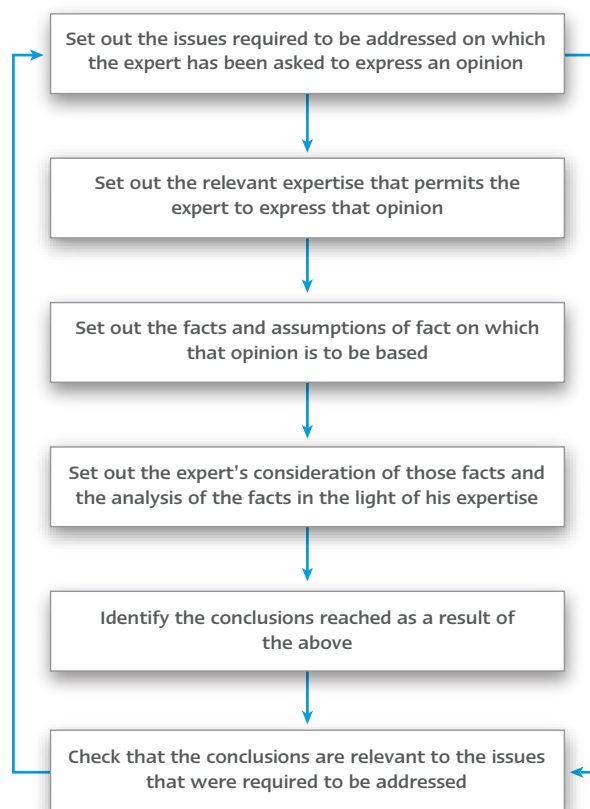 Set out the issues required to be addressed on which
the expert has been asked to express an opinion
Set out the relevant expertise that permits the
expert to express that opinion
Set out the facts and assumptions of fact on which
that opinion is to be based
Set out the expert's consideration of those facts and
the analysis of the facts in the light of his expertise
Identify the conclusions reached as a result of
the above
Check that the conclusions are relevant to the issues
that were required to be addressed